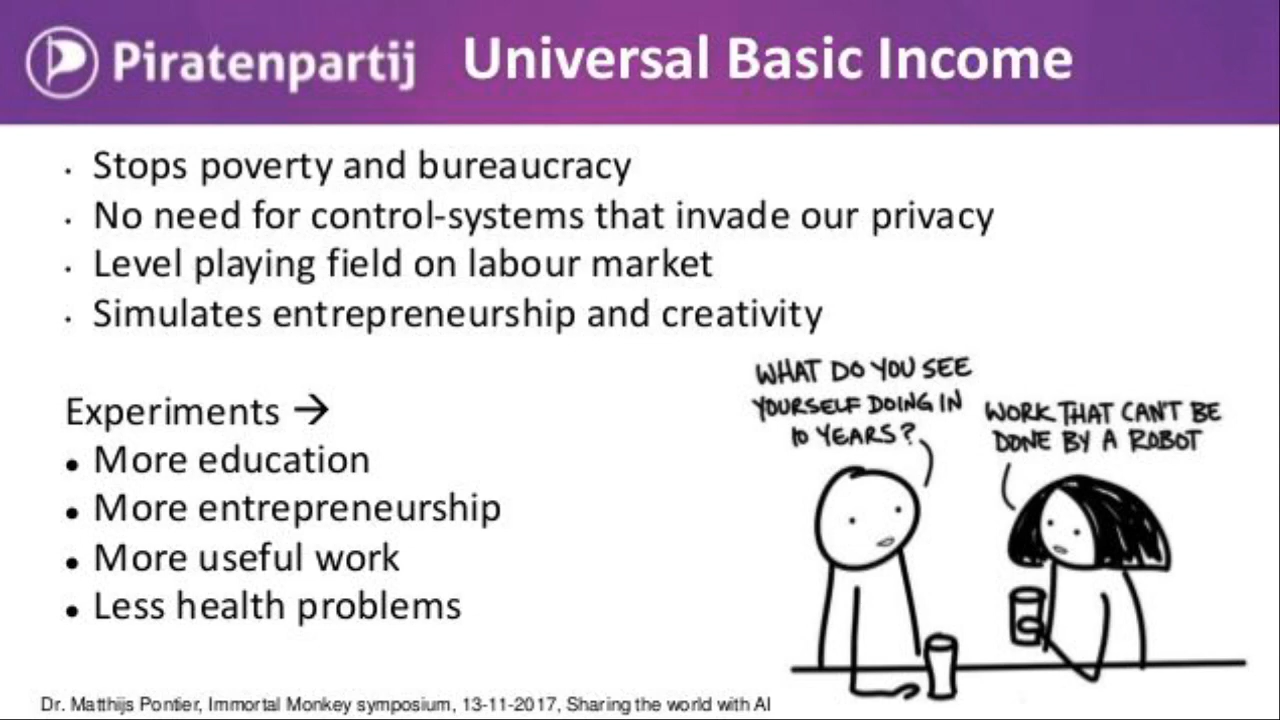 Piratenpartij Universal Basic Income
· Stops poverty and bureaucracy
· No need for control-systems that invade our privacy
· Level playing field on labour market
· Simulates entrepreneurship and creativity
Experiments →
● More education
● More entrepreneurship
● More useful work
● Less health problems
WHAT DO YOU SEE
YOURSELF DOING IN
10 YEARS?
WORK THAT CAN'T BE
DONE BY A ROBOT
Dr. Matthijs Pontier, Immortal Monkey symposium, 13-11-2017, Sharing the world with AI